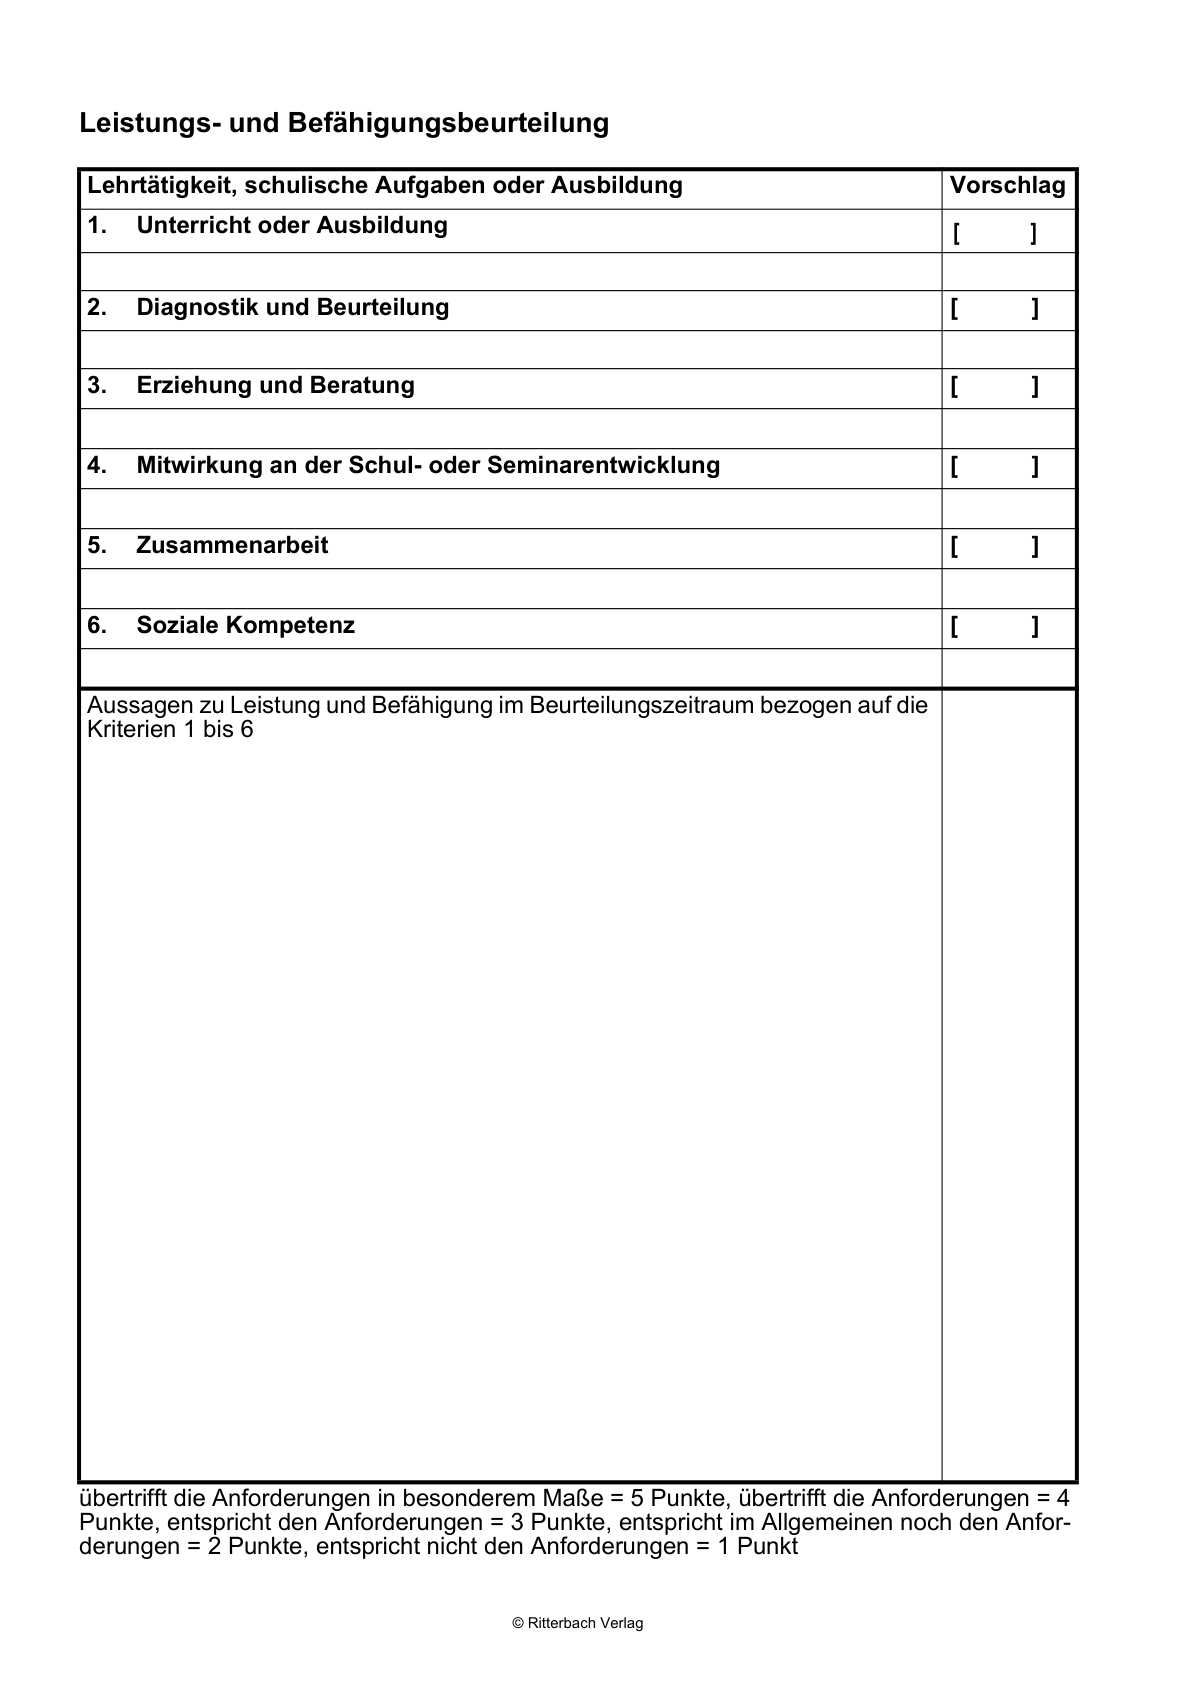 Leistungs- und Befähigungsbeurteilung
Lehrtätigkeit, schulische Aufgaben oder Ausbildung Vorschlag
1. Unterricht oder Ausbildung [ ]
2. Diagnostik und Beurteilung [ ]
3. Erziehung und Beratung [ ]
4. Mitwirkung an der Schul- oder Seminarentwicklung [ ]
5. Zusammenarbeit [ ]
6. Soziale Kompetenz [ ]
Aussagen zu Leistung und Befähigung im Beurteilungszeitraum bezogen auf die
Kriterien 1 bis 6
übertrifft die Anforderungen in besonderem Maße = 5 Punkte, übertrifft die Anforderungen = 4
Punkte, entspricht den Anforderungen = 3 Punkte, entspricht im Allgemeinen noch den Anfor-
derungen = 2 Punkte, entspricht nicht den Anforderungen = 1 Punkt
© Ritterbach Verlag